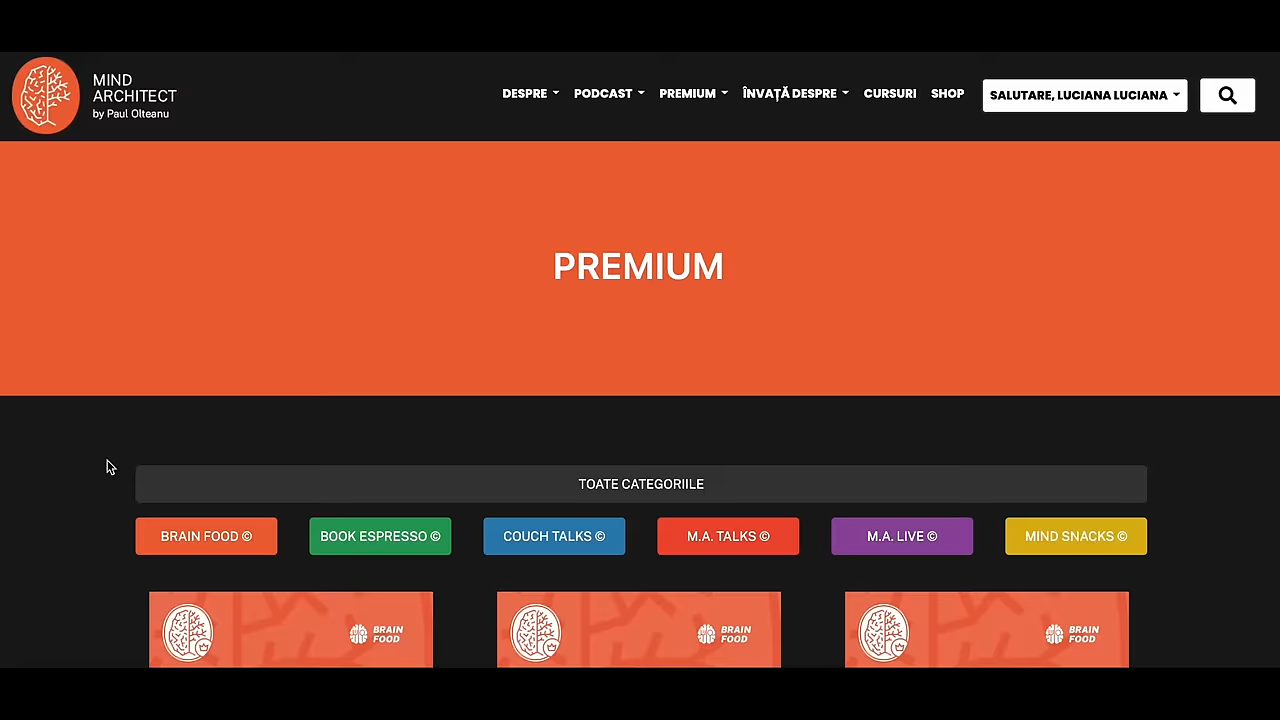 MIND
ARCHITECT
by Paul Olteanu
DESPRE PODCAST PREMIUM ÎNVAȚĂ DESPRE CURSURI SHOP SALUTARE, LUCIANA LUCIANA
PREMIUM
TOATE CATEGORIILE
BRAIN FOOD © BOOK ESPRESSO © COUCH TALKS © M.A. TALKS © M.A. LIVE © MIND SNACKS ©
BRAIN
FOOD
BRAIN
FOOD
BRAIN
FOOD